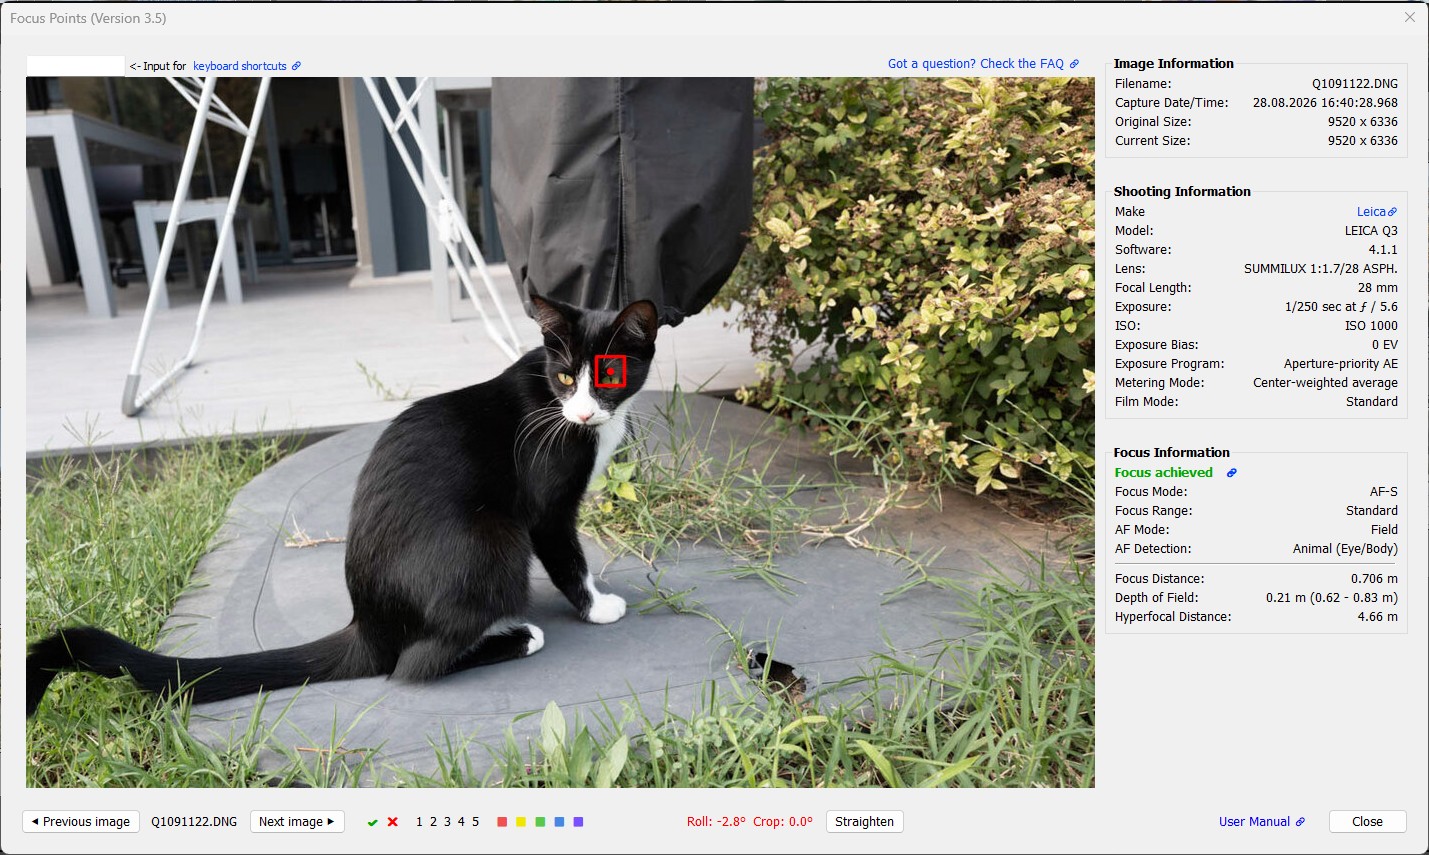 Focus Points (Version 3.5)
<- Input for keyboard shortcuts
Got a question? Check the FAQ
Image Information
Filename: Q1091122.DNG
Capture Date/Time: 28.08.2026 16:40:28.968
Original Size: 9520 x 6336
Current Size: 9520 x 6336
Shooting Information
Make Leica
Model: LEICA Q3
Software: 4.1.1
Lens: SUMMILUX 1:1.7/28 ASPH.
Focal Length: 28 mm
Exposure: 1/250 sec at ƒ / 5.6
ISO: ISO 1000
Exposure Bias: 0 EV
Exposure Program: Aperture-priority AE
Metering Mode: Center-weighted average
Film Mode: Standard
Focus Information
Focus achieved
Focus Mode: AF-S
Focus Range: Standard
AF Mode: Field
AF Detection: Animal (Eye/Body)
Focus Distance: 0.706 m
Depth of Field: 0.21 m (0.62 - 0.83 m)
Hyperfocal Distance: 4.66 m
Previous image Q1091122.DNG Next image 1 2 3 4 5 Roll: -2.8° Crop: 0.0° Straighten User Manual Close